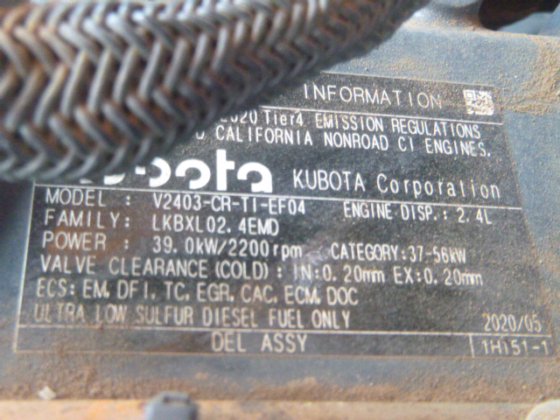 INFORMATION
2020 Tier4 EMISSION REGULATIONS
CALIFORNIA NONROAD CI ENGINES.
KUBOTA Corporation
MODEL : V2403-CR-TI-EF04 ENGINE DISP.: 2.4L
FAMILY: LKBXL02.4EMD
POWER : 39.0kW/2200rpm CATEGORY:37-56kW
VALVE CLEARANCE (COLD) : IN:0.20mm EX:0.20mm
ECS: EM, DFI, TC, EGR, CAC, ECM, DOC
ULTRA LOW SULFUR DIESEL FUEL ONLY 2020/05
DEL ASSY 1H151-1